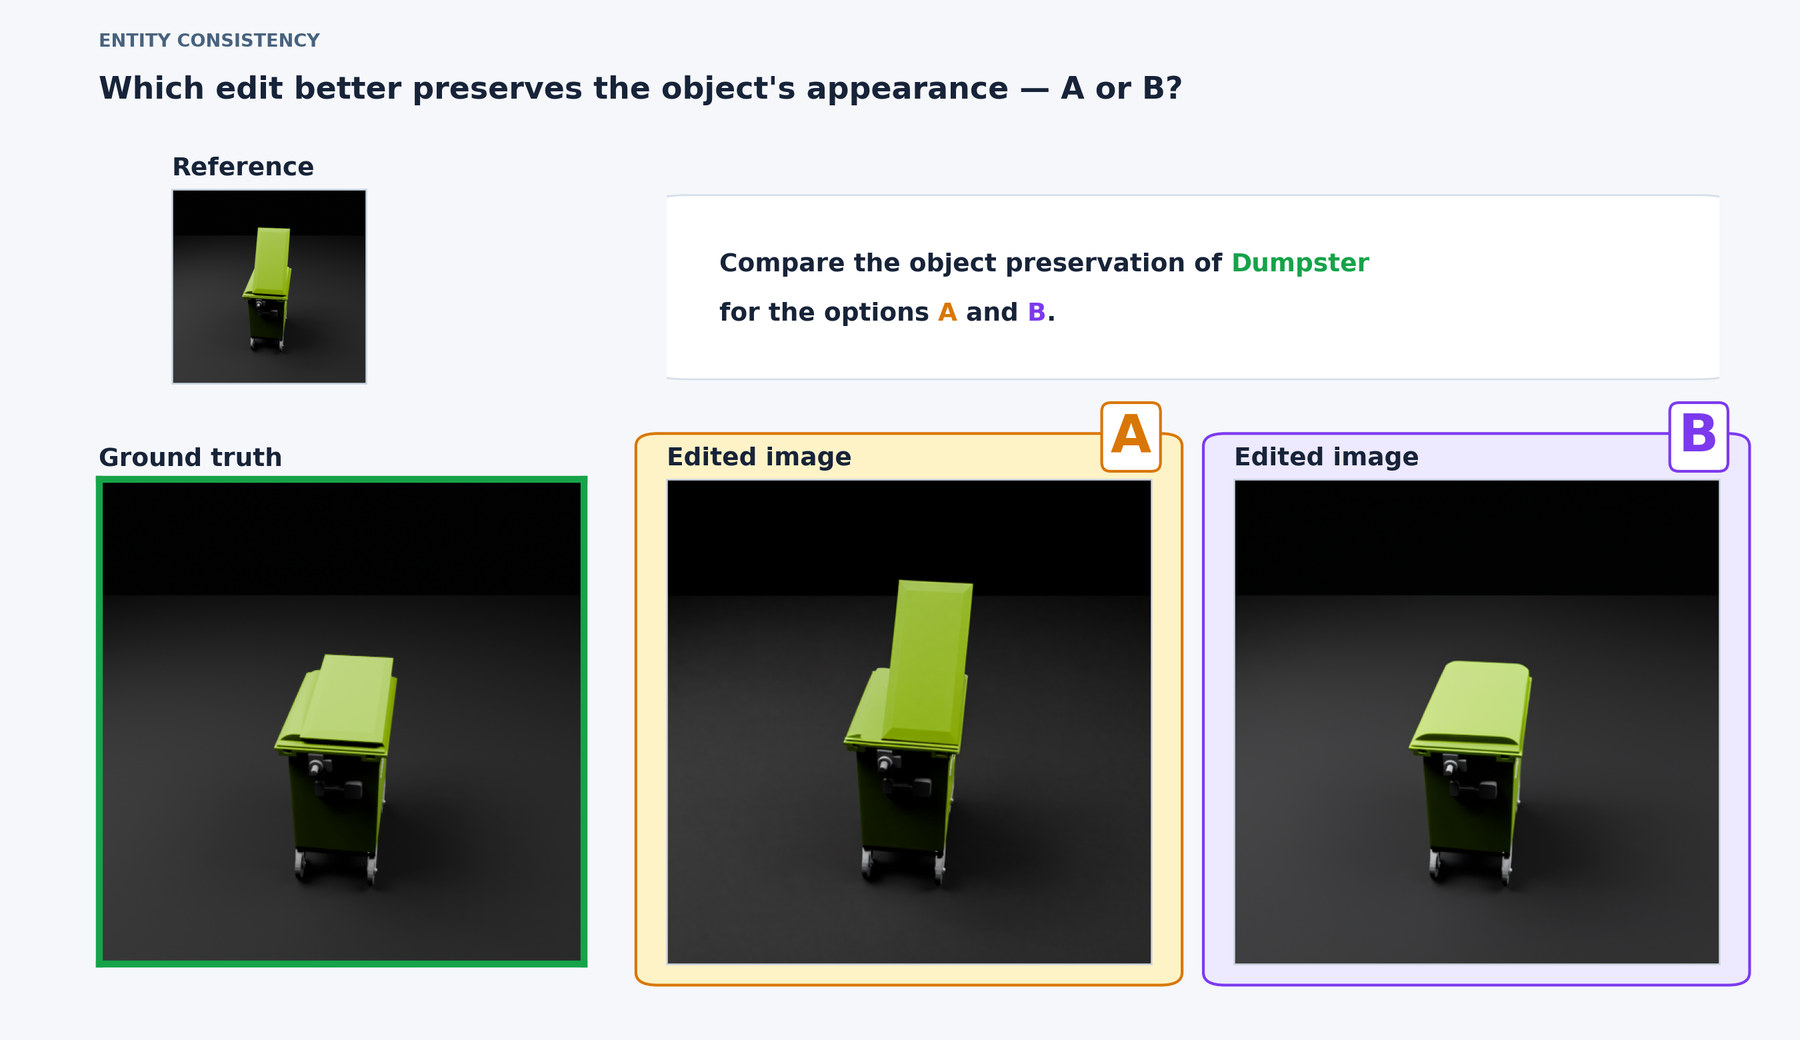 ENTITY CONSISTENCY
Which edit better preserves the object's appearance — A or B?
Reference
Compare the object preservation of Dumpster
for the options A and B.
Ground truth
A
Edited image
B
Edited image